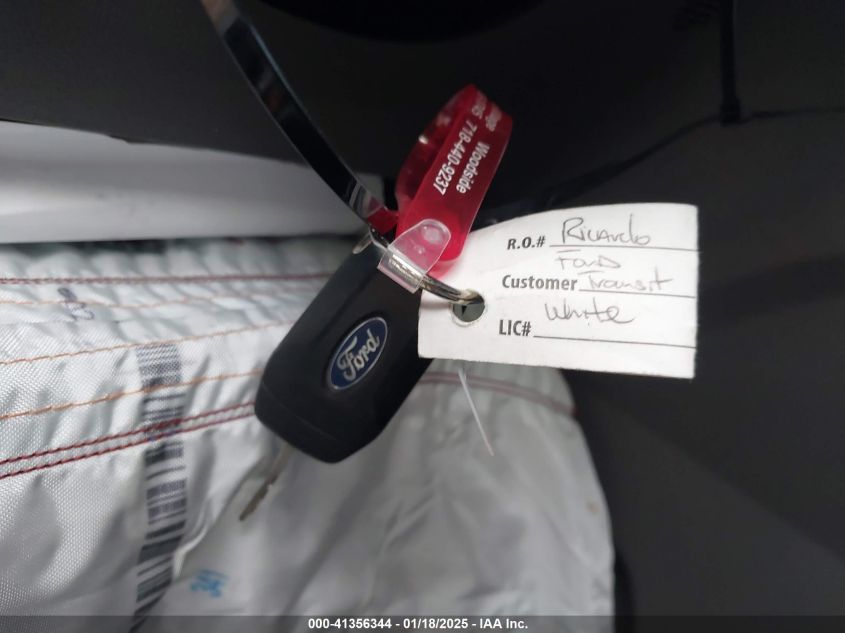 Woodside
718-440-9237
R.O.# Ricardo
Ford
Customer Transit
White
LIC#
Ford
000-41356344 - 01/18/2025 - IAA Inc.